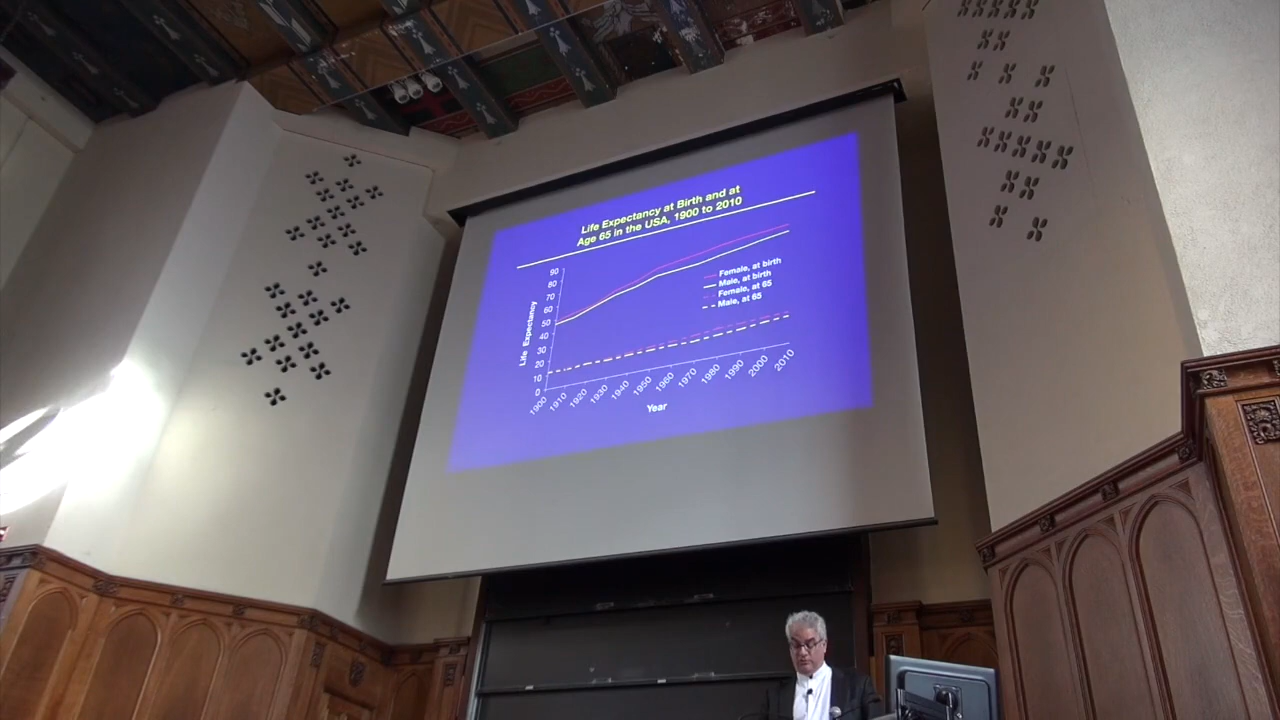 Life Expectancy at Birth and at
Age 65 in the USA, 1900 to 2010
90
80
70
60
50
40
30
20
10
0
Life Expectancy
Female, at birth
Male, at birth
Female, at 65
Male, at 65
1900 1910 1920 1930 1940 1950 1960 1970 1980 1990 2000 2010
Year